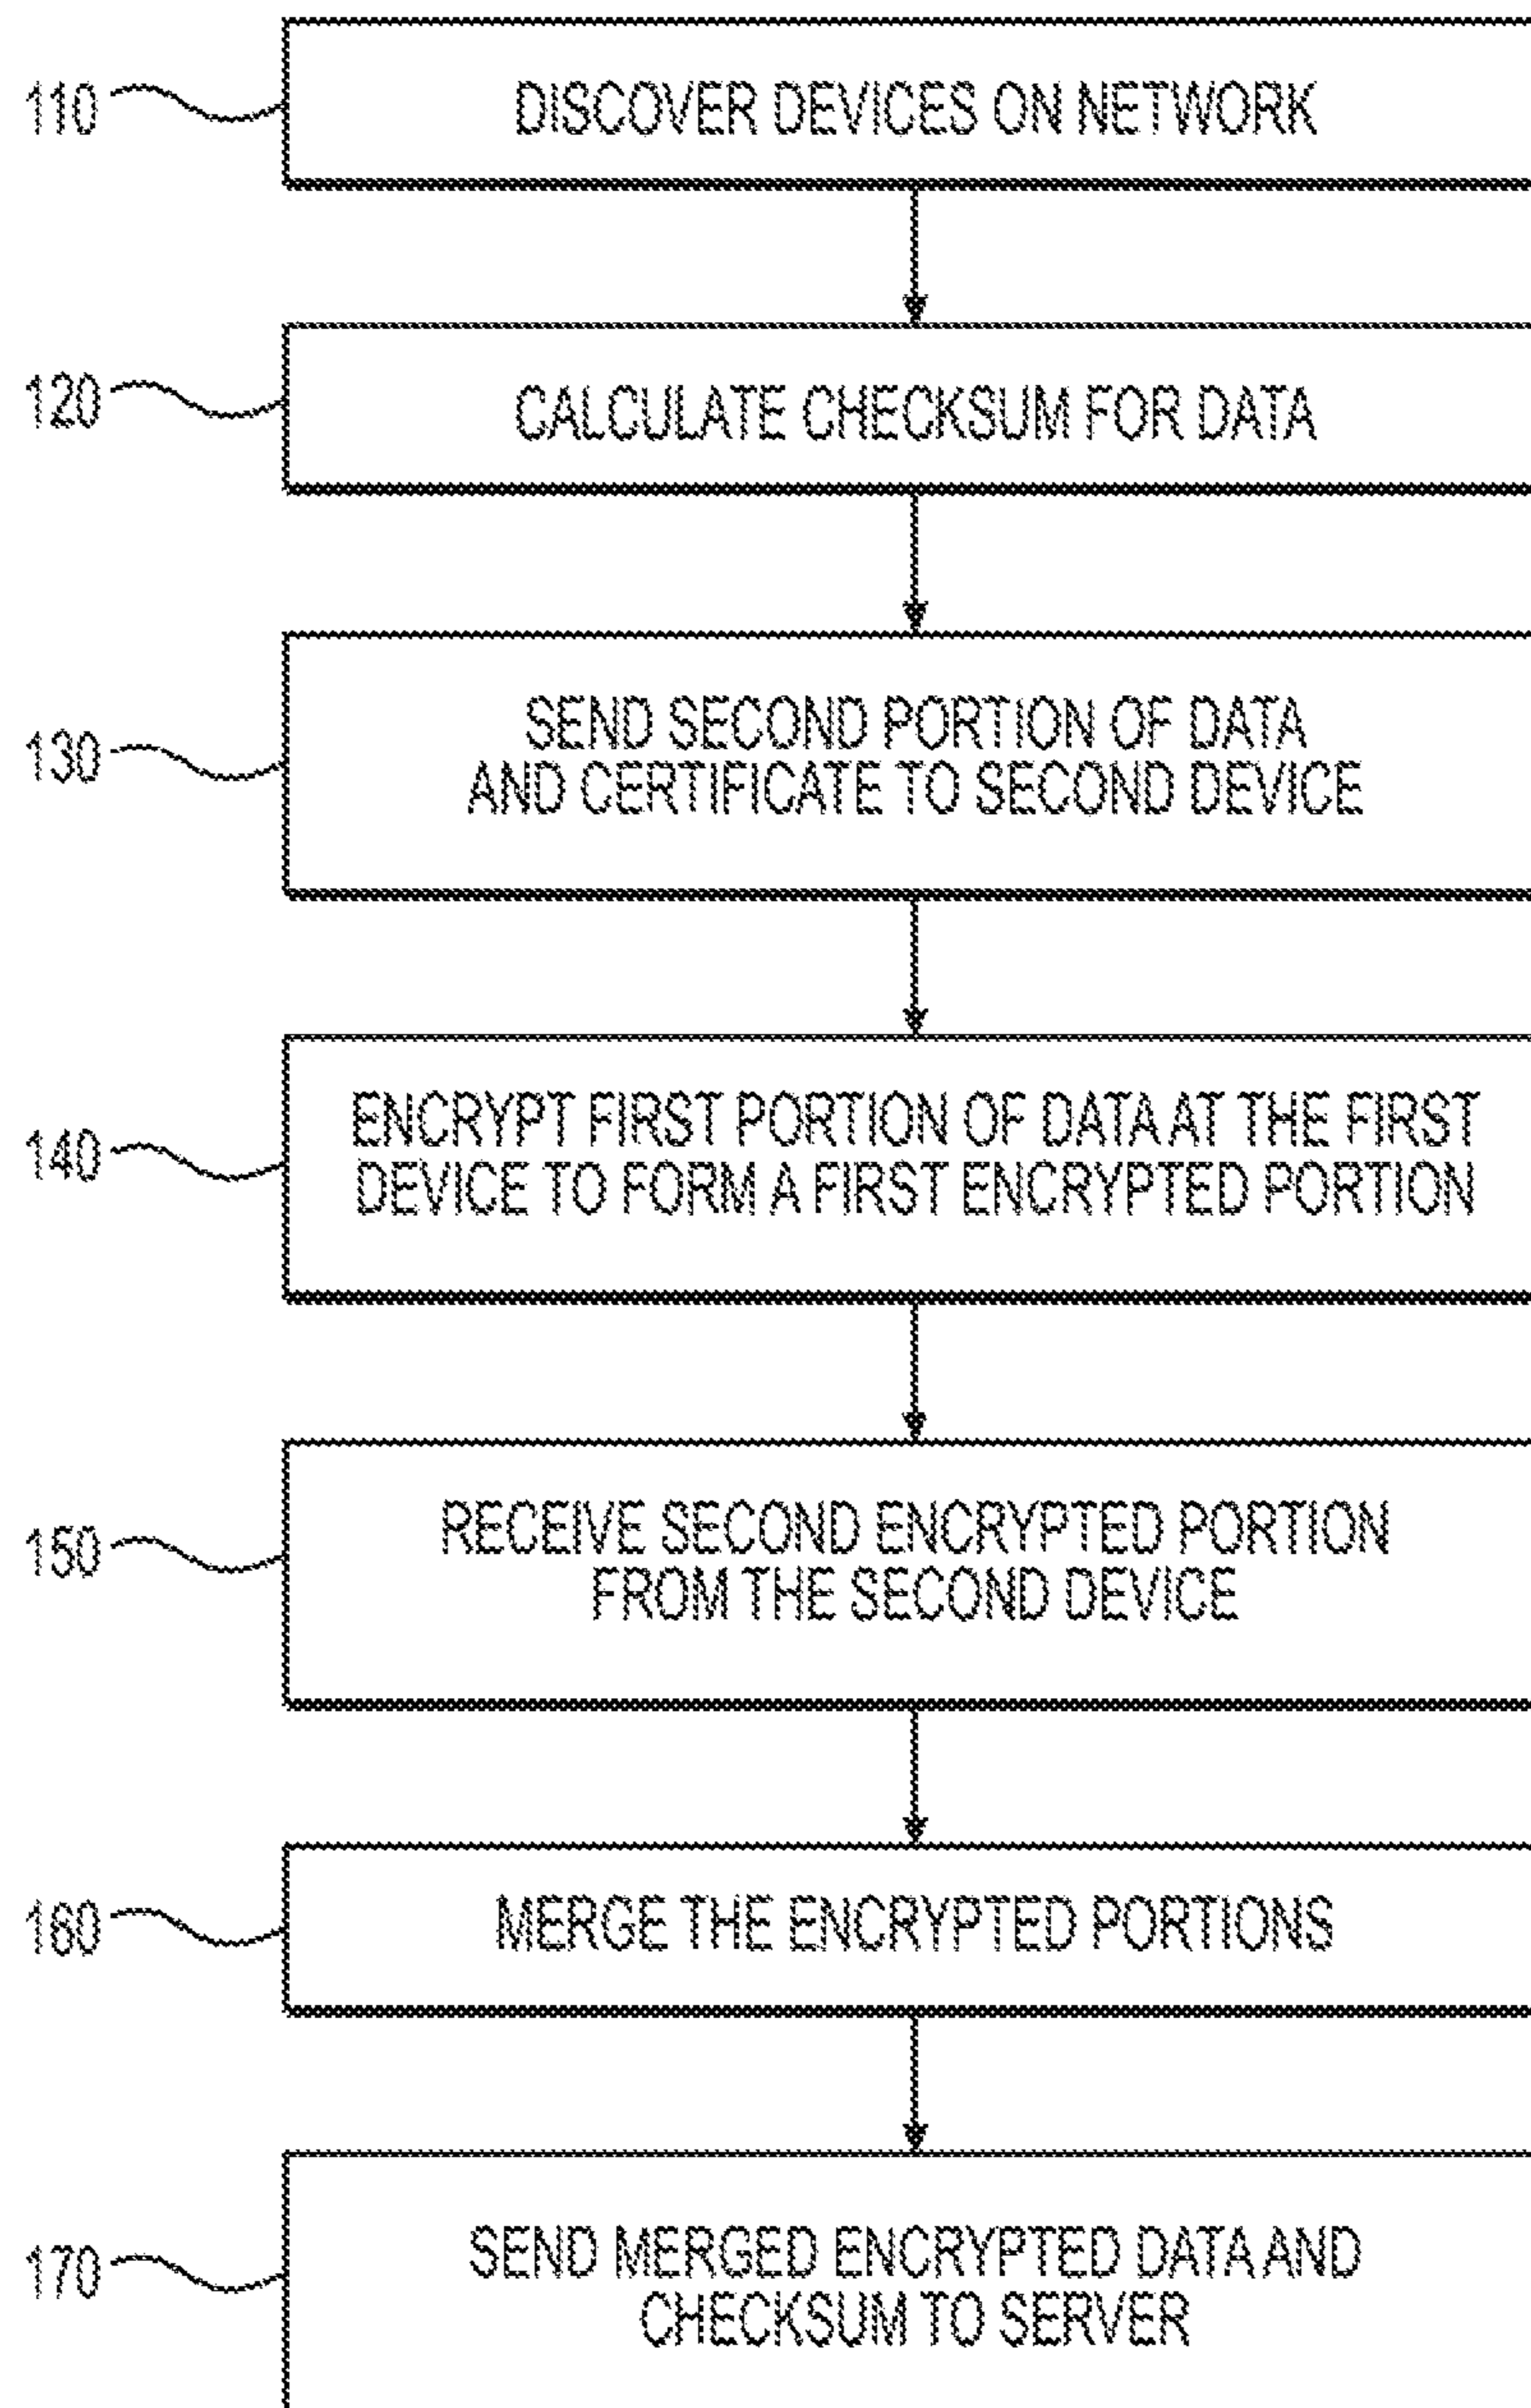 110
DISCOVER DEVICES ON NETWORK
120
CALCULATE CHECKSUM FOR DATA
130
SEND SECOND PORTION OF DATA
AND CERTIFICATE TO SECOND DEVICE
140
ENCRYPT FIRST PORTION OF DATA AT THE FIRST
DEVICE TO FORM A FIRST ENCRYPTED PORTION
150
RECEIVE SECOND ENCRYPTED PORTION
FROM THE SECOND DEVICE
160
MERGE THE ENCRYPTED PORTIONS
170
SEND MERGED ENCRYPTED DATA AND
CHECKSUM TO SERVER